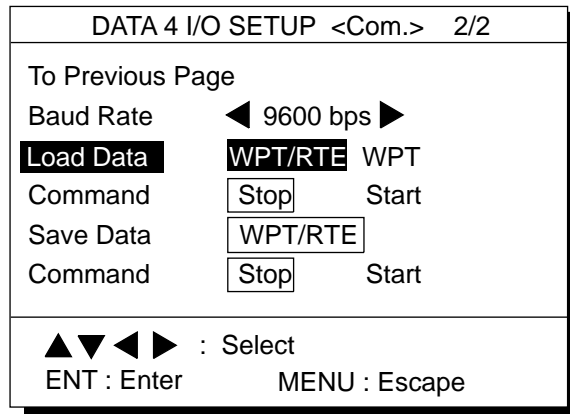 DATA 4 I/O SETUP <Com.> 2/2
To Previous Page
Baud Rate ◀ 9600 bps ▶
Load Data WPT/RTE WPT
Command Stop Start
Save Data WPT/RTE
Command Stop Start
▲▼◀ ▶ : Select
ENT : Enter MENU : Escape